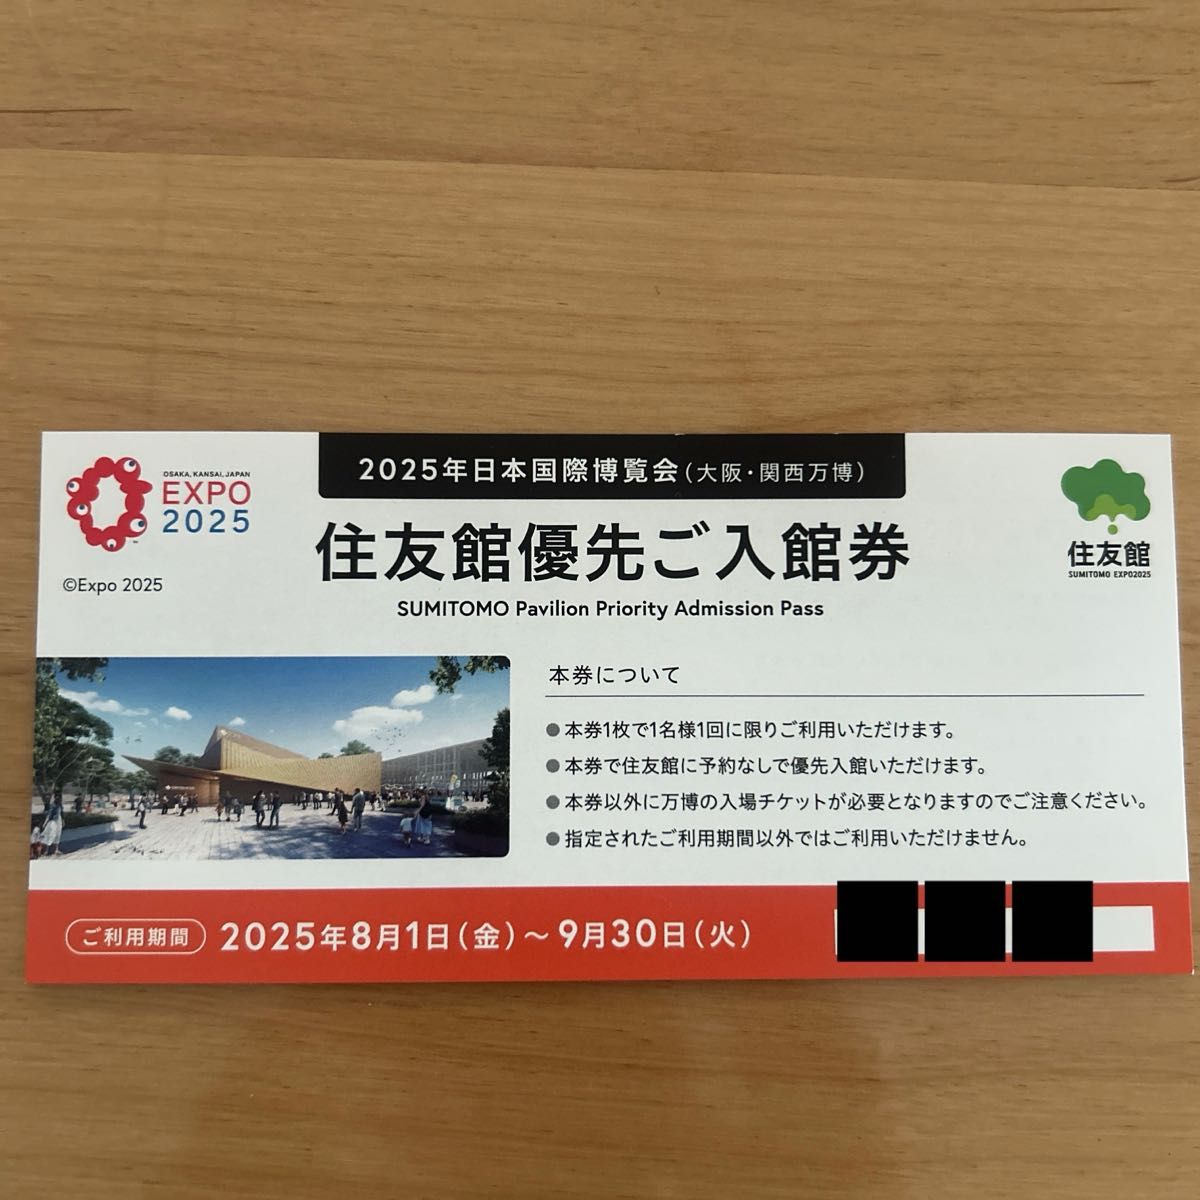 2025年日本国際博覧会(大阪・関西万博)
OSAKA, KANSAI, JAPAN
EXPO
2025
©Expo 2025
住友館優先ご入館券
SUMITOMO Pavilion Priority Admission Pass
住友館
SUMITOMO EXPO2025
本券について
●本券1枚で1名様1回に限りご利用いただけます。
●本券で住友館に予約なしで優先入館いただけます。
●本券以外に万博の入場チケットが必要となりますのでご注意ください。
●指定されたご利用期間以外ではご利用いただけません。
ご利用期間 2025年8月1日(金)～9月30日(火)